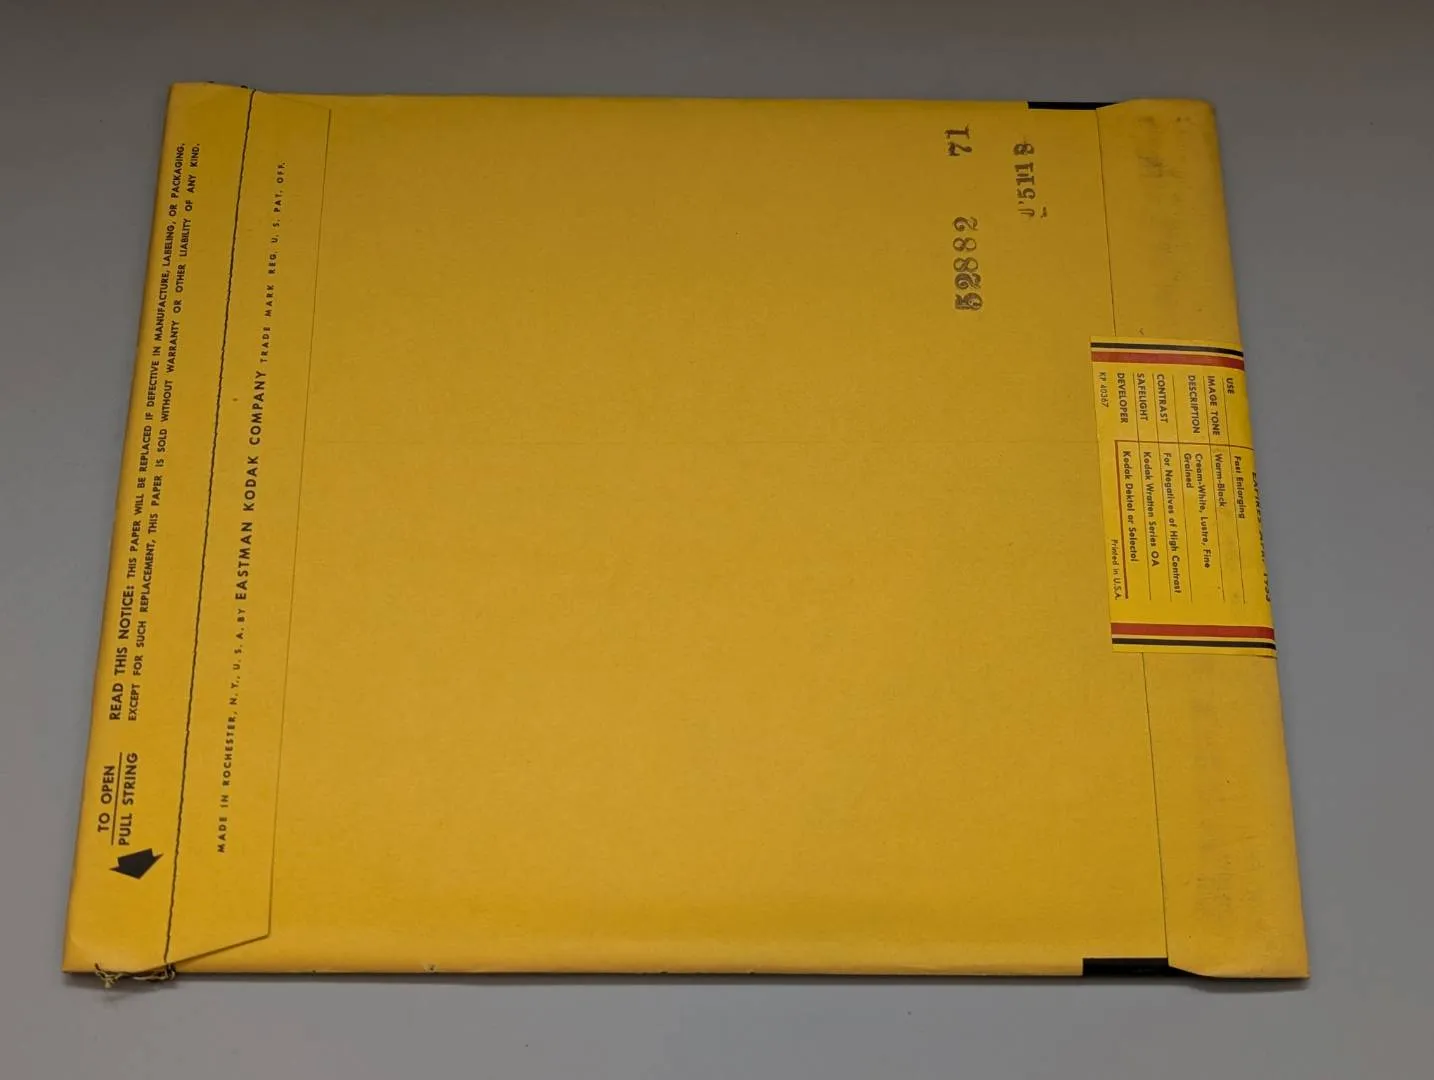 READ THIS NOTICE: THIS PAPER WILL BE REPLACED IF DEFECTIVE IN MANUFACTURE, LABELING, OR PACKAGING.
EXCEPT FOR SUCH REPLACEMENT, THIS PAPER IS SOLD WITHOUT WARRANTY OR OTHER LIABILITY OF ANY KIND.
TO OPEN
PULL STRING
MADE IN ROCHESTER, N. Y., U. S. A. BY EASTMAN KODAK COMPANY TRADE MARK REG. U. S. PAT. OFF.
52882 71
5118
USE Fast Enlarging
IMAGE TONE Warm-Black
DESCRIPTION Cream-White, Lustre, Fine
Grained
CONTRAST For Negatives of High Contrast
SAFELIGHT Kodak Wratten Series OA
DEVELOPER Kodak Dektol or Selectol
KP 40367 Printed in U.S.A.